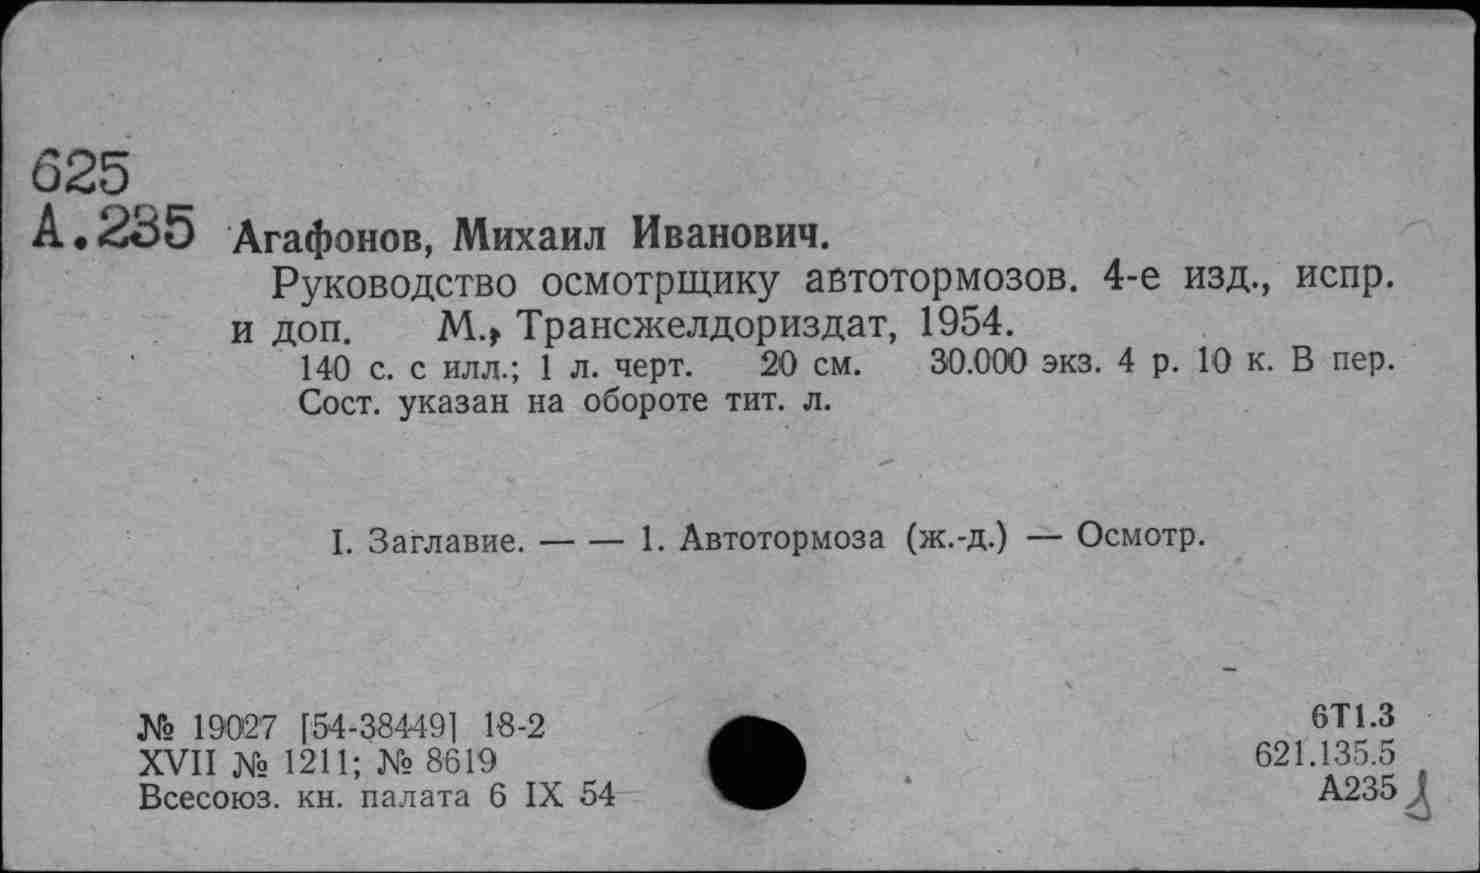 625
А.235 Агафонов, Михаил Иванович.
Руководство осмотрщику автотормозов. 4-е изд., испр.
и доп. М., Трансжелдориздат, 1954.
140 с. с илл.; 1 л. черт. 20 см. 30.000 экз. 4 р. 10 к. В пер.
Сост. указан на обороте тит. л.
I. Заглавие. — — 1. Автотормоза (ж.-д.) — Осмотр.
№ 19027 [54-38449] 18-2
XVII № 1211; № 8619
Всесоюз. кн. палата 6 IX 54
6Т1.3
621.135.5
А235